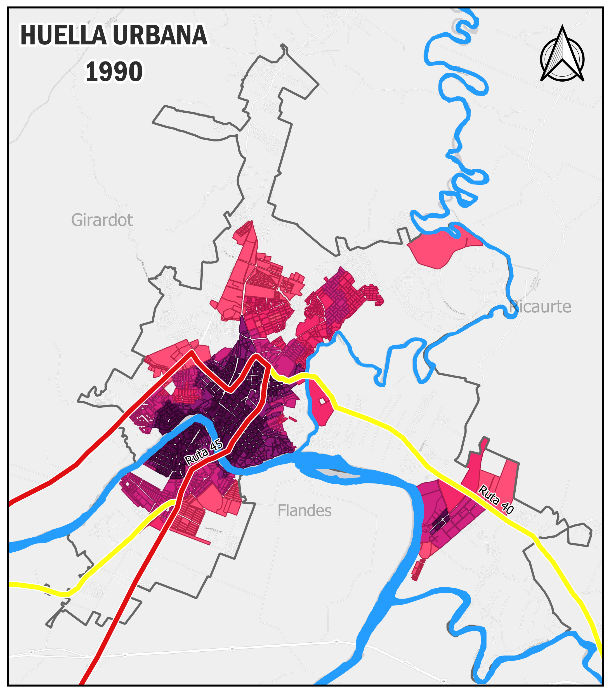 HUELLA URBANA
1990
Girardot
Ricaurte
Ruta 45
Ruta 40
Flandes